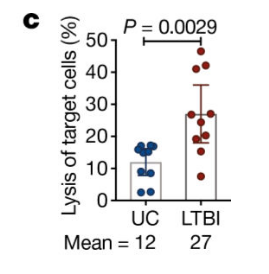 c
P = 0.0029
Lysis of target cells (%)
50
40
30
20
10
0
UC LTBI
Mean = 12 27